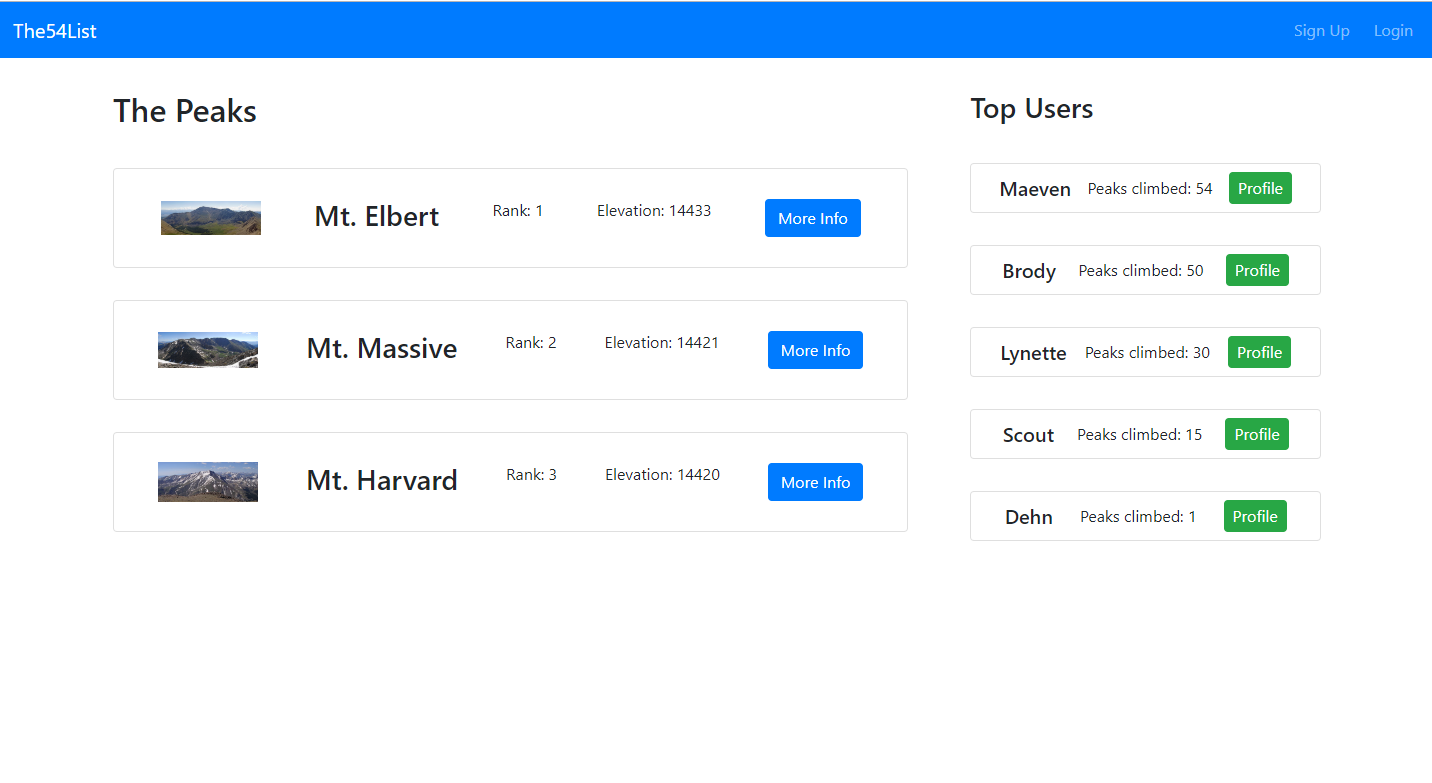 The54List
Sign Up
Login
The Peaks
Mt. Elbert
Rank: 1
Elevation: 14433
More Info
Mt. Massive
Rank: 2
Elevation: 14421
More Info
Mt. Harvard
Rank: 3
Elevation: 14420
More Info
Top Users
Maeven
Peaks climbed: 54
Profile
Brody
Peaks climbed: 50
Profile
Lynette
Peaks climbed: 30
Profile
Scout
Peaks climbed: 15
Profile
Dehn
Peaks climbed: 1
Profile